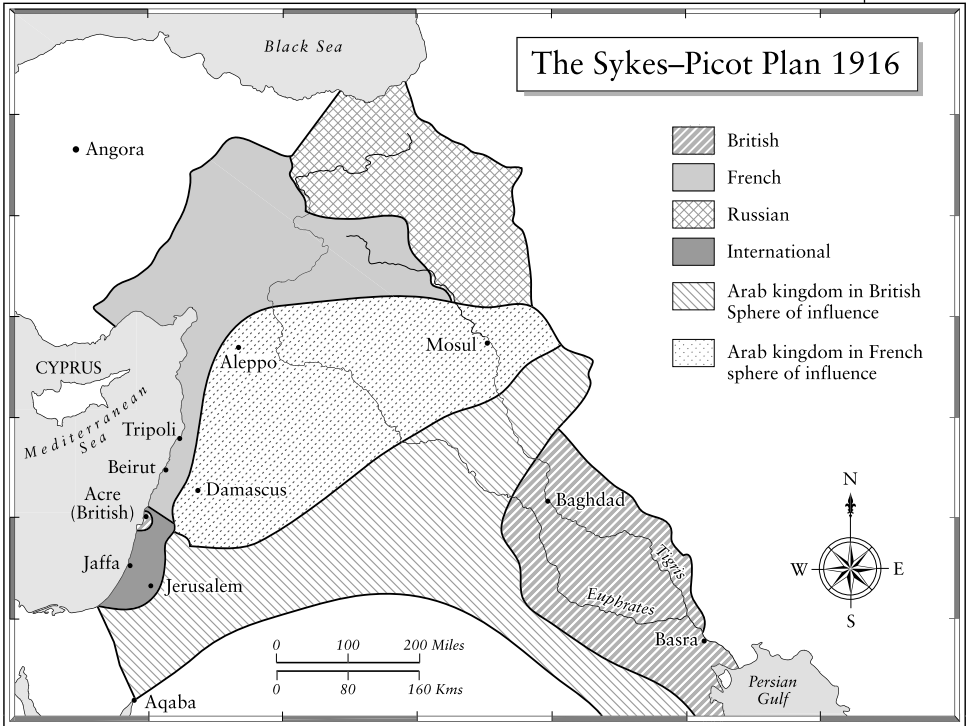 Black Sea
The Sykes–Picot Plan 1916
Angora
British
French
Russian
International
Arab kingdom in British
Sphere of influence
Arab kingdom in French
sphere of influence
CYPRUS
Mediterranean
Sea
Aleppo
Mosul
Tripoli
Beirut
Damascus
Acre
(British)
Baghdad
Jaffa
Jerusalem
Tigris
Euphrates
Basra
N
W
E
S
0 100 200 Miles
0 80 160 Kms
Persian
Gulf
Aqaba